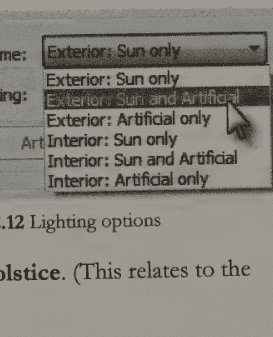 me: Exterior: Sun only
Exterior: Sun only
ing: Exterior: Sun and Artificial
Exterior: Artificial only
Art Interior: Sun only
Interior: Sun and Artificial
Interior: Artificial only
.12 Lighting options
olstice. (This relates to the